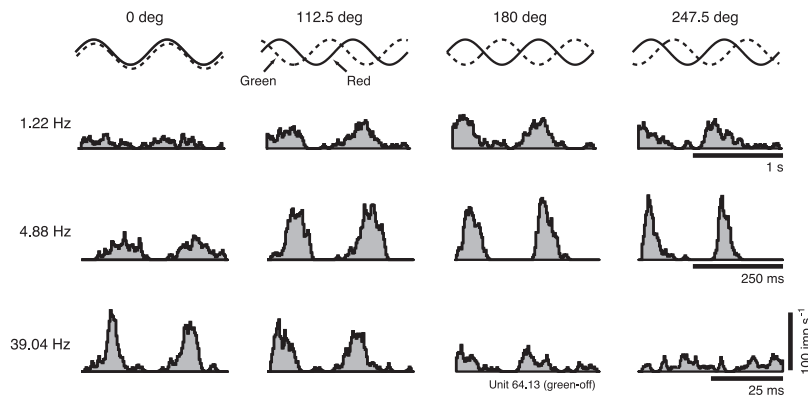 0 deg
112.5 deg
180 deg
247.5 deg
Green
Red
1.22 Hz
1 s
4.88 Hz
250 ms
39.04 Hz
100 imp s-1
Unit 64.13 (green-off)
25 ms